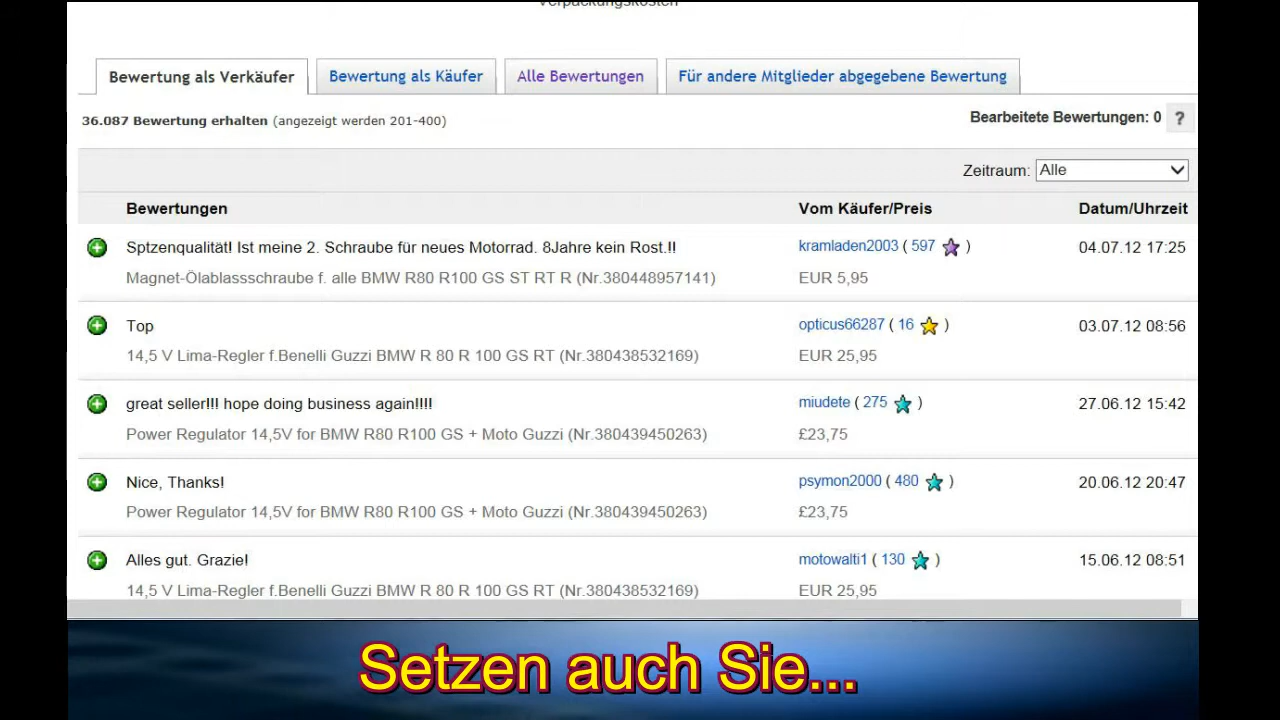 Verpackungskosten
Bewertung als Verkäufer Bewertung als Käufer Alle Bewertungen Für andere Mitglieder abgegebene Bewertung
36.087 Bewertung erhalten (angezeigt werden 201-400) Bearbeitete Bewertungen: 0 ?
Zeitraum: Alle
Bewertungen Vom Käufer/Preis Datum/Uhrzeit
Sptzenqualität! Ist meine 2. Schraube für neues Motorrad. 8Jahre kein Rost.!! kramladen2003 ( 597 ) 04.07.12 17:25
Magnet-Ölablassschraube f. alle BMW R80 R100 GS ST RT R (Nr.380448957141) EUR 5,95
Top opticus66287 ( 16 ) 03.07.12 08:56
14,5 V Lima-Regler f.Benelli Guzzi BMW R 80 R 100 GS RT (Nr.380438532169) EUR 25,95
great seller!!! hope doing business again!!!! miudete ( 275 ) 27.06.12 15:42
Power Regulator 14,5V for BMW R80 R100 GS + Moto Guzzi (Nr.380439450263) £23,75
Nice, Thanks! psymon2000 ( 480 ) 20.06.12 20:47
Power Regulator 14,5V for BMW R80 R100 GS + Moto Guzzi (Nr.380439450263) £23,75
Alles gut. Grazie! motowalti1 ( 130 ) 15.06.12 08:51
14,5 V Lima-Regler f.Benelli Guzzi BMW R 80 R 100 GS RT (Nr.380438532169) EUR 25,95
Setzen auch Sie...